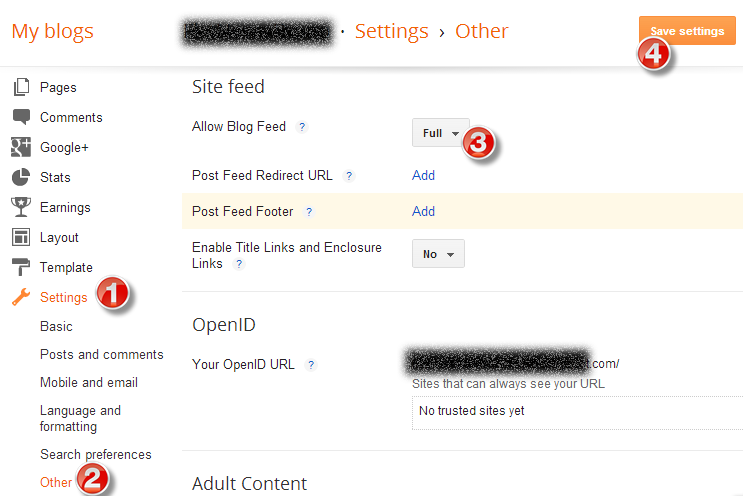 My blogs · Settings › Other Save settings
4
Pages
Comments
Google+
Stats
Earnings
Layout
Template
Settings 1
Basic
Posts and comments
Mobile and email
Language and
formatting
Search preferences
Other 2
Site feed
Allow Blog Feed ? Full 3
Post Feed Redirect URL ? Add
Post Feed Footer ? Add
Enable Title Links and Enclosure
Links ? No
OpenID
Your OpenID URL ? .com/
Sites that can always see your URL
No trusted sites yet
Adult Content